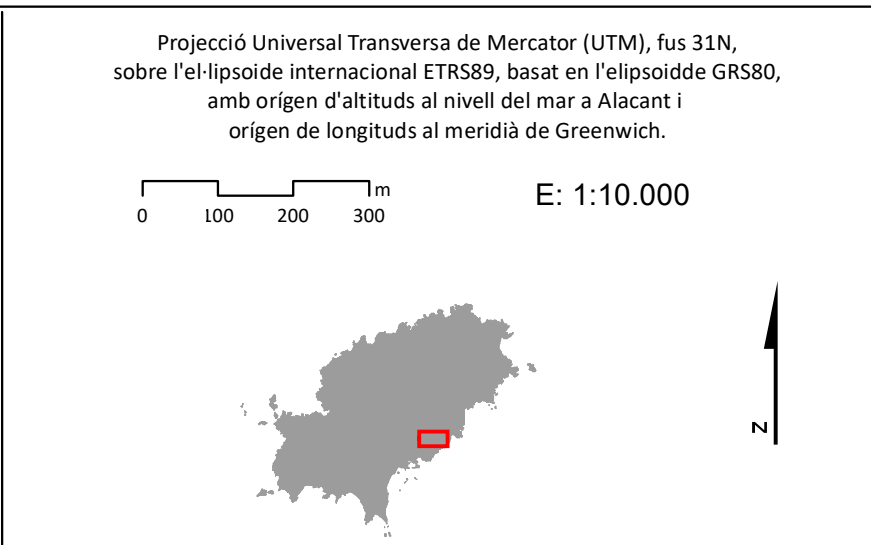 Projecció Universal Transversa de Mercator (UTM), fus 31N,
sobre l'el·lipsoide internacional ETRS89, basat en l'elipsoidde GRS80,
amb orígen d'altituds al nivell del mar a Alacant i
orígen de longituds al meridià de Greenwich.
m
0 100 200 300
E: 1:10.000
N